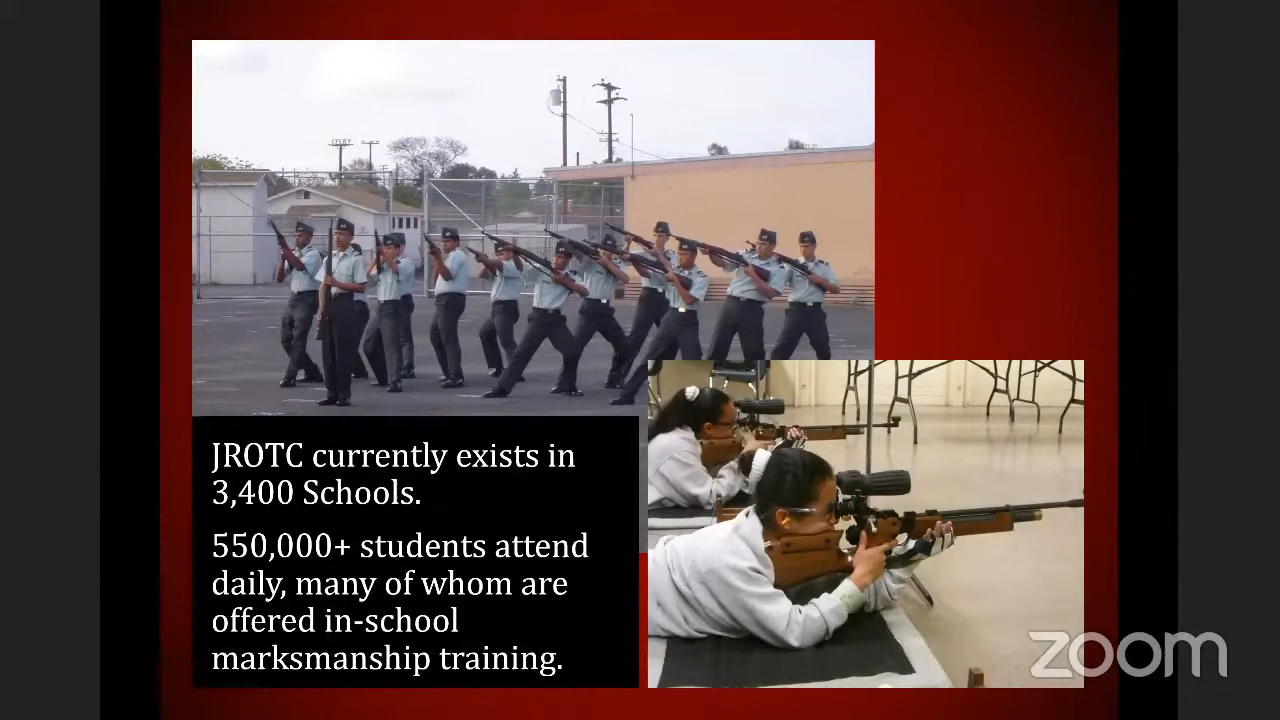 JROTC currently exists in
3,400 Schools.
550,000+ students attend
daily, many of whom are
offered in-school
marksmanship training.
zoom